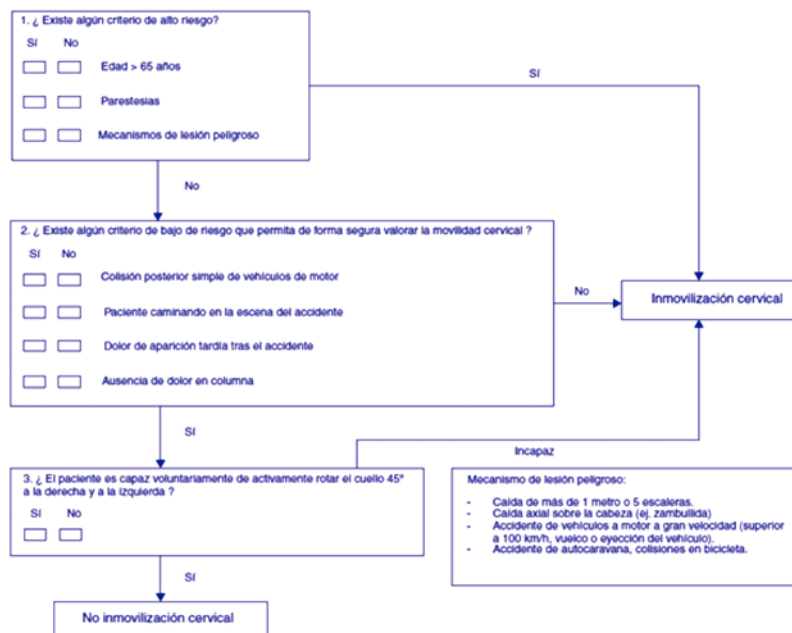 1. ¿ Existe algún criterio de alto riesgo?
Sí No
Edad > 65 años
Parestesias
Mecanismos de lesión peligroso
Sí
No
2. ¿ Existe algún criterio de bajo de riesgo que permita de forma segura valorar la movilidad cervical ?
Sí No
Colisión posterior simple de vehículos de motor
Paciente caminando en la escena del accidente
Dolor de aparición tardía tras el accidente
Ausencia de dolor en columna
No
Inmovilización cervical
Sí
Incapaz
3. ¿ El paciente es capaz voluntariamente de activamente rotar el cuello 45º
a la derecha y a la izquierda ?
Sí No
Sí
No inmovilización cervical
Mecanismo de lesión peligroso:
- Caída de más de 1 metro o 5 escaleras.
- Caída axial sobre la cabeza (ej. zambullida)
- Accidente de vehículos a motor a gran velocidad (superior
a 100 km/h, vuelco o eyección del vehículo).
- Accidente de autocaravana, colisiones en bicicleta.